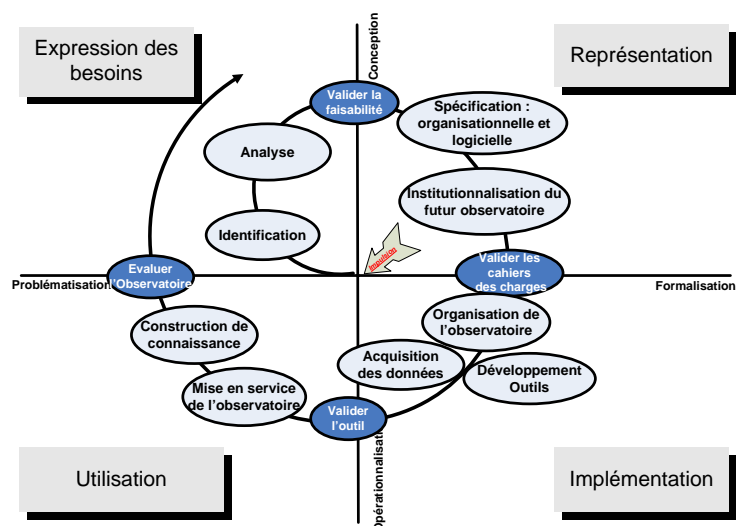 Expression des
besoins
Conception
Représentation
Valider la
faisabilité
Spécification :
organisationnelle et
logicielle
Analyse
Institutionnalisation du
futur observatoire
Identification
Impulsion
Evaluer
l'Observatoire
Valider les
cahiers
des charges
Problématisation
Formalisation
Organisation de
l'observatoire
Construction de
connaissance
Acquisition
des données
Développement
Outils
Mise en service
de l'observatoire
Valider
l'outil
Opérationnalisation
Utilisation
Implémentation